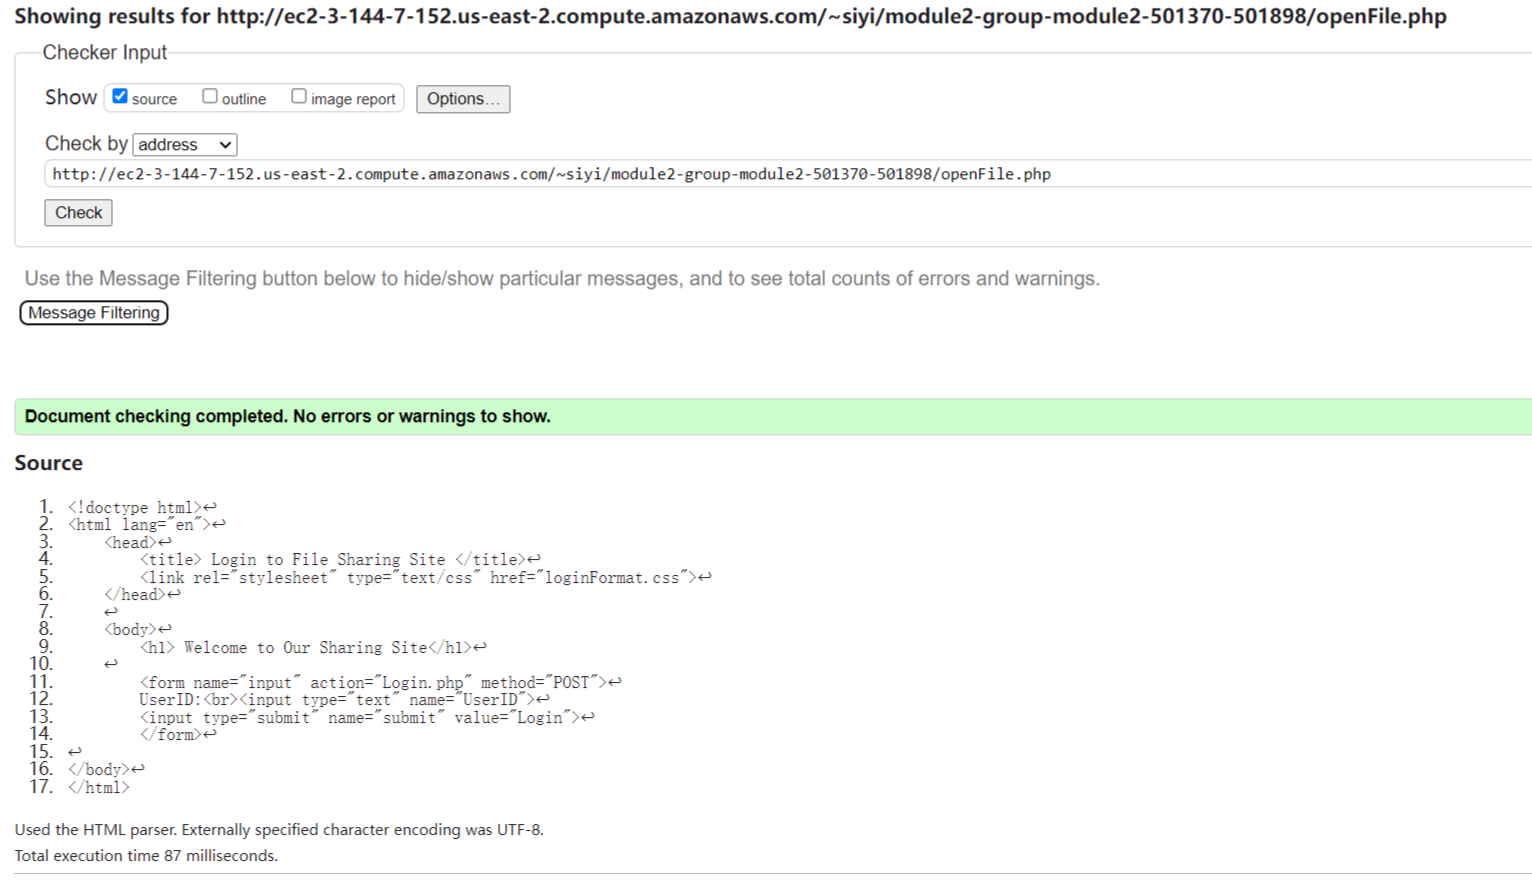 Showing results for http://ec2-3-144-7-152.us-east-2.compute.amazonaws.com/~siyi/module2-group-module2-501370-501898/openFile.php
Checker Input
Show source outline image report Options...
Check by address
http://ec2-3-144-7-152.us-east-2.compute.amazonaws.com/~siyi/module2-group-module2-501370-501898/openFile.php
Check
Use the Message Filtering button below to hide/show particular messages, and to see total counts of errors and warnings.
Message Filtering
Document checking completed. No errors or warnings to show.
Source
1. <!doctype html>↩
2. <html lang="en">↩
3. <head>↩
4. <title> Login to File Sharing Site </title>↩
5. <link rel="stylesheet" type="text/css" href="loginFormat.css">↩
6. </head>↩
7. ↩
8. <body>↩
9. <h1> Welcome to Our Sharing Site</h1>↩
10. ↩
11. <form name="input" action="Login.php" method="POST">↩
12. UserID:<br><input type="text" name="UserID">↩
13. <input type="submit" name="submit" value="Login">↩
14. </form>↩
15. ↩
16. </body>↩
17. </html>
Used the HTML parser. Externally specified character encoding was UTF-8.
Total execution time 87 milliseconds.